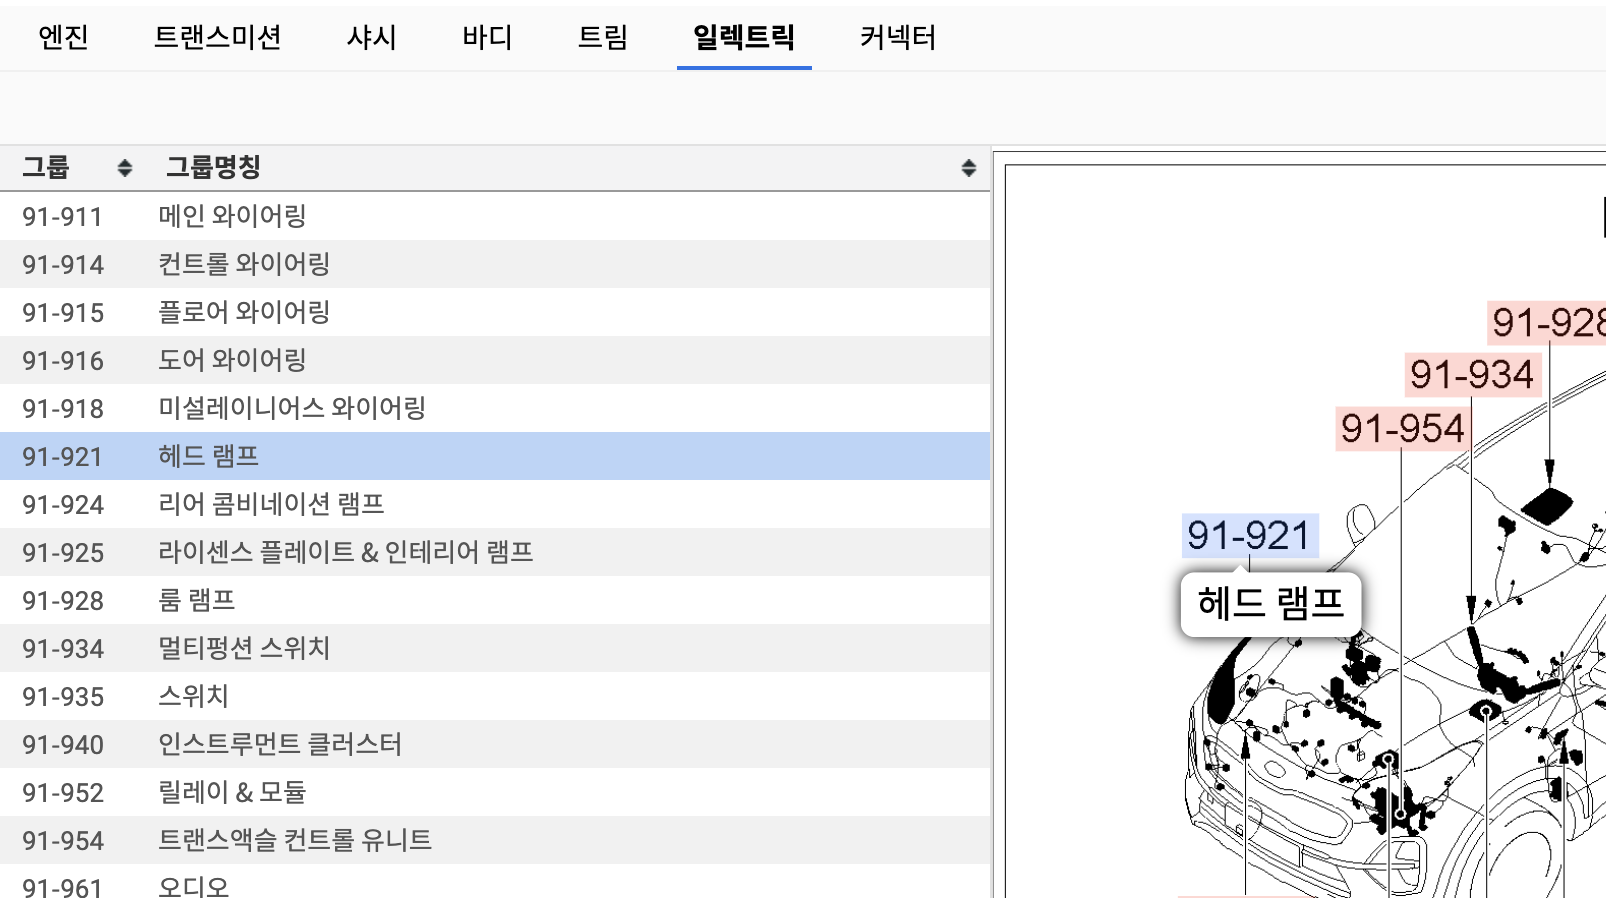 엔진 트랜스미션 샤시 바디 트림 일렉트릭 커넥터
그룹 그룹명칭
91-911 메인 와이어링
91-914 컨트롤 와이어링
91-915 플로어 와이어링
91-916 도어 와이어링
91-918 미설레이니어스 와이어링
91-921 헤드 램프
91-924 리어 콤비네이션 램프
91-925 라이센스 플레이트 & 인테리어 램프
91-928 룸 램프
91-934 멀티펑션 스위치
91-935 스위치
91-940 인스트루먼트 클러스터
91-952 릴레이 & 모듈
91-954 트랜스액슬 컨트롤 유니트
91-961 오디오
91-928
91-934
91-954
91-921
헤드 램프